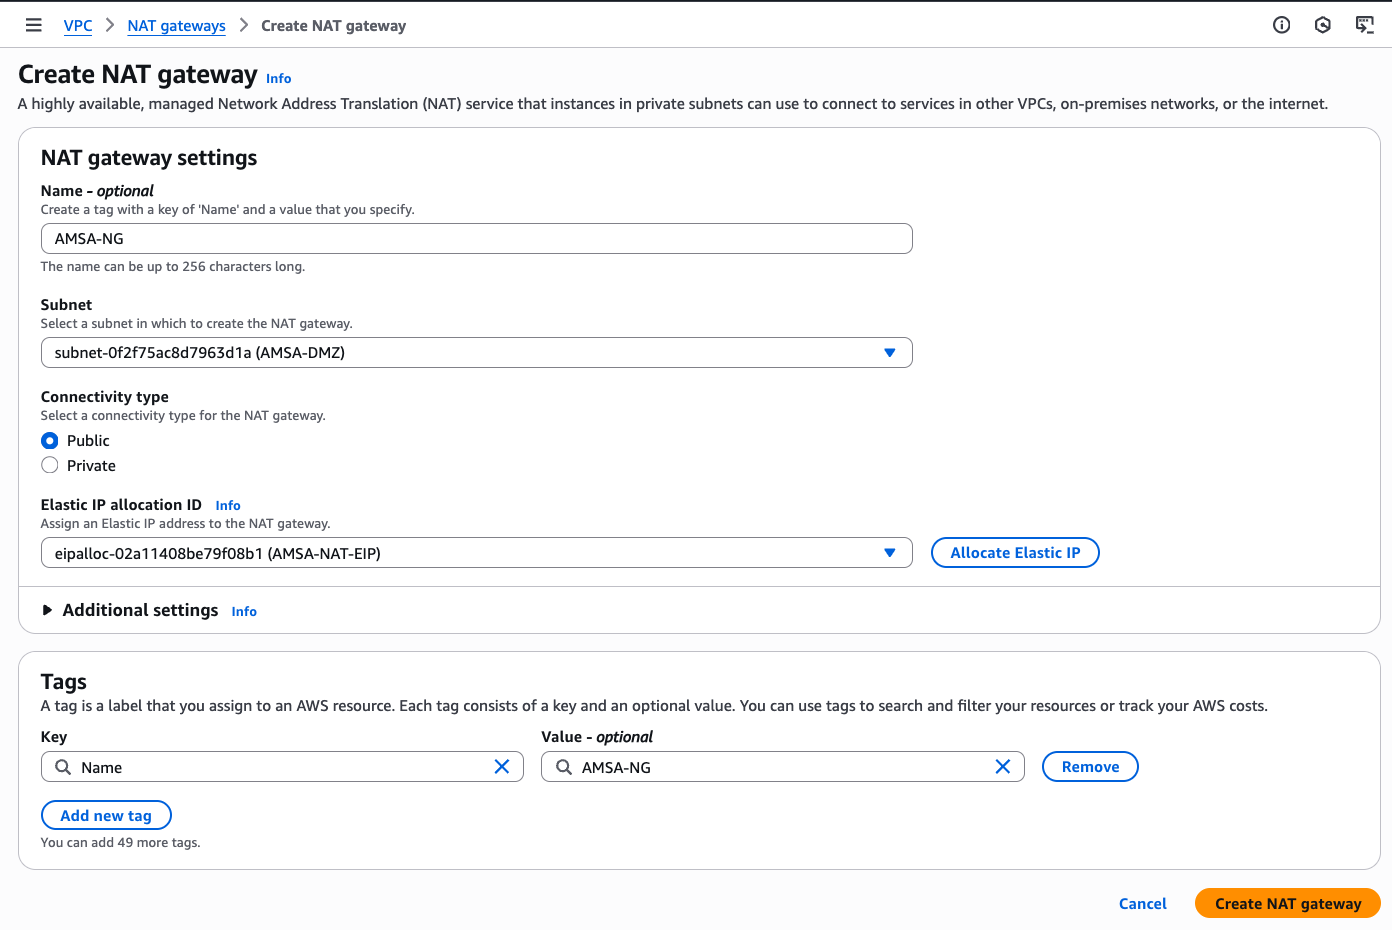 VPC > NAT gateways > Create NAT gateway
Create NAT gateway Info
A highly available, managed Network Address Translation (NAT) service that instances in private subnets can use to connect to services in other VPCs, on-premises networks, or the internet.
NAT gateway settings
Name - optional
Create a tag with a key of 'Name' and a value that you specify.
AMSA-NG
The name can be up to 256 characters long.
Subnet
Select a subnet in which to create the NAT gateway.
subnet-0f2f75ac8d7963d1a (AMSA-DMZ)
Connectivity type
Select a connectivity type for the NAT gateway.
Public
Private
Elastic IP allocation ID Info
Assign an Elastic IP address to the NAT gateway.
eipalloc-02a11408be79f08b1 (AMSA-NAT-EIP) Allocate Elastic IP
Additional settings Info
Tags
A tag is a label that you assign to an AWS resource. Each tag consists of a key and an optional value. You can use tags to search and filter your resources or track your AWS costs.
Key Value - optional
Name AMSA-NG Remove
Add new tag
You can add 49 more tags.
Cancel Create NAT gateway